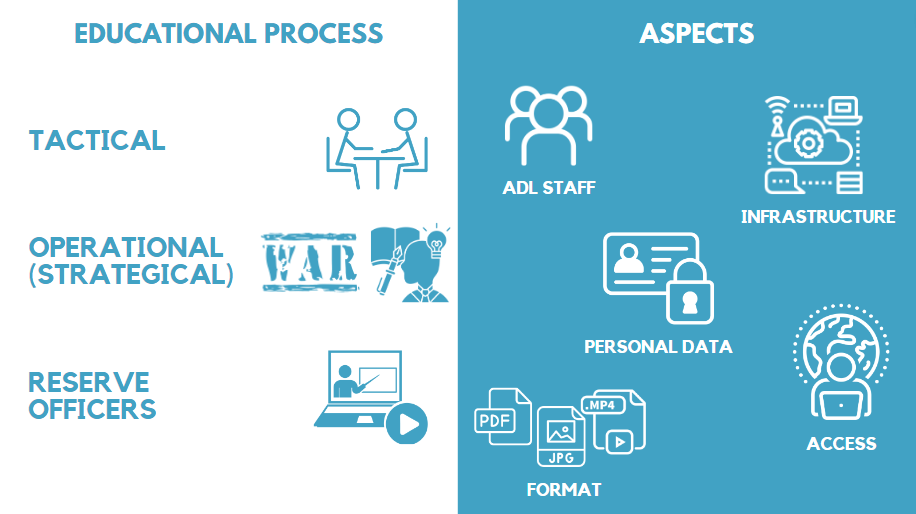 EDUCATIONAL PROCESS
TACTICAL
OPERATIONAL
(STRATEGICAL)
WAR
RESERVE
OFFICERS
ASPECTS
ADL STAFF
INFRASTRUCTURE
PERSONAL DATA
ACCESS
PDF
JPG
.MP4
FORMAT